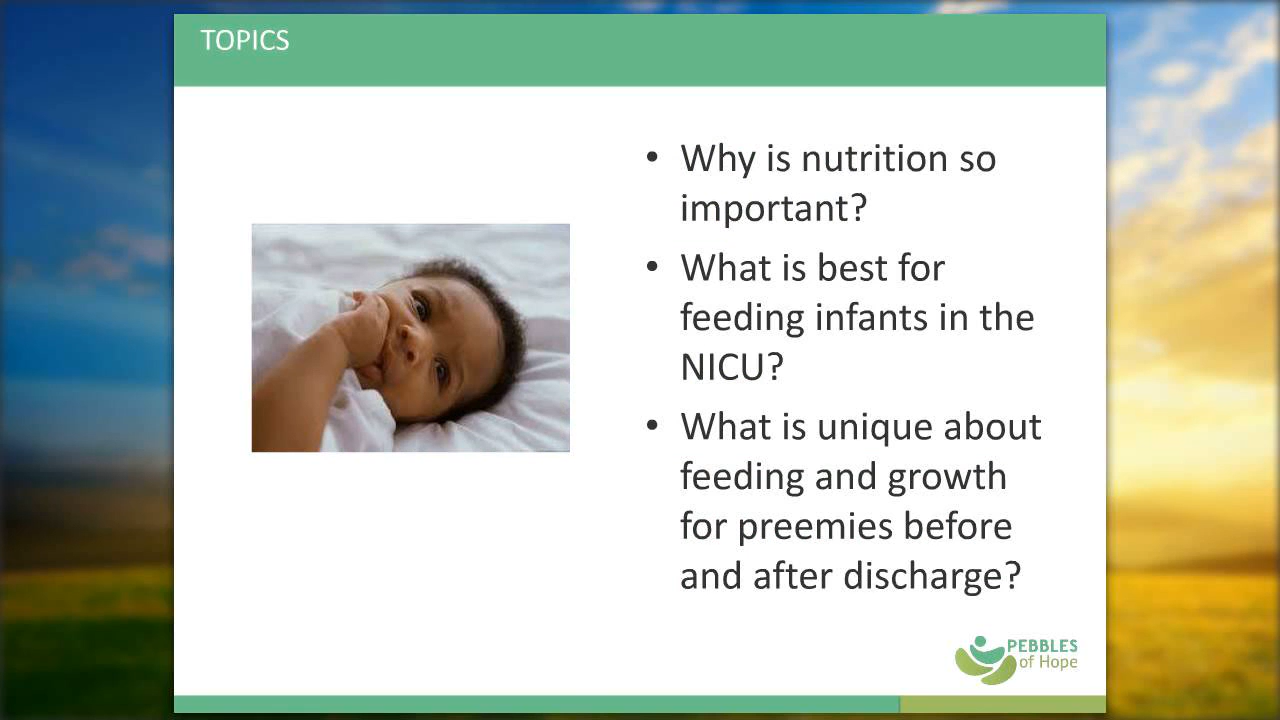 TOPICS
• Why is nutrition so
important?
• What is best for
feeding infants in the
NICU?
• What is unique about
feeding and growth
for preemies before
and after discharge?
PEBBLES
of Hope